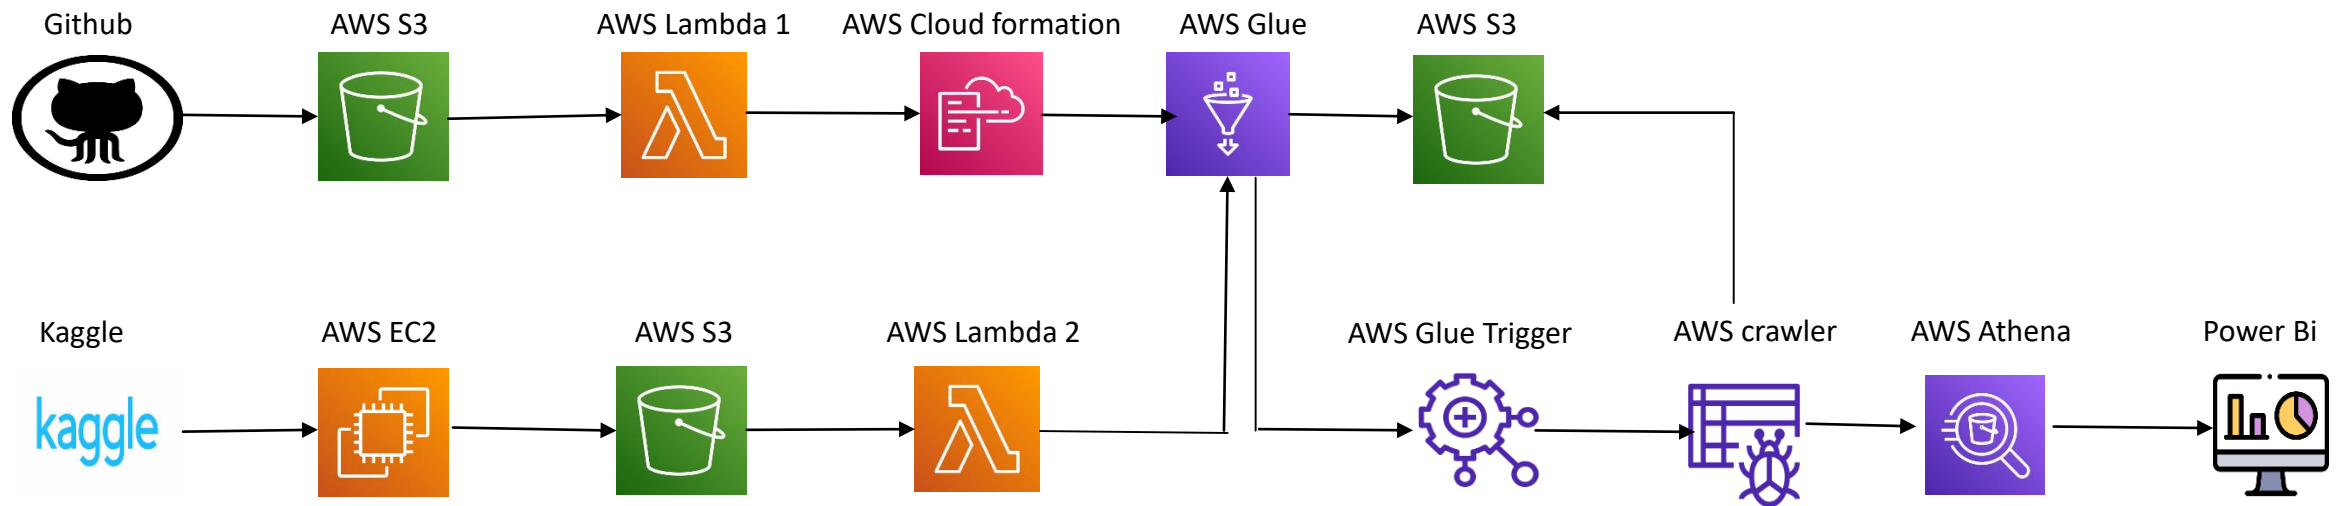 Github
AWS S3
AWS Lambda 1
AWS Cloud formation
AWS Glue
AWS S3
Kaggle
AWS EC2
AWS S3
AWS Lambda 2
AWS Glue Trigger
AWS crawler
AWS Athena
Power Bi
kaggle